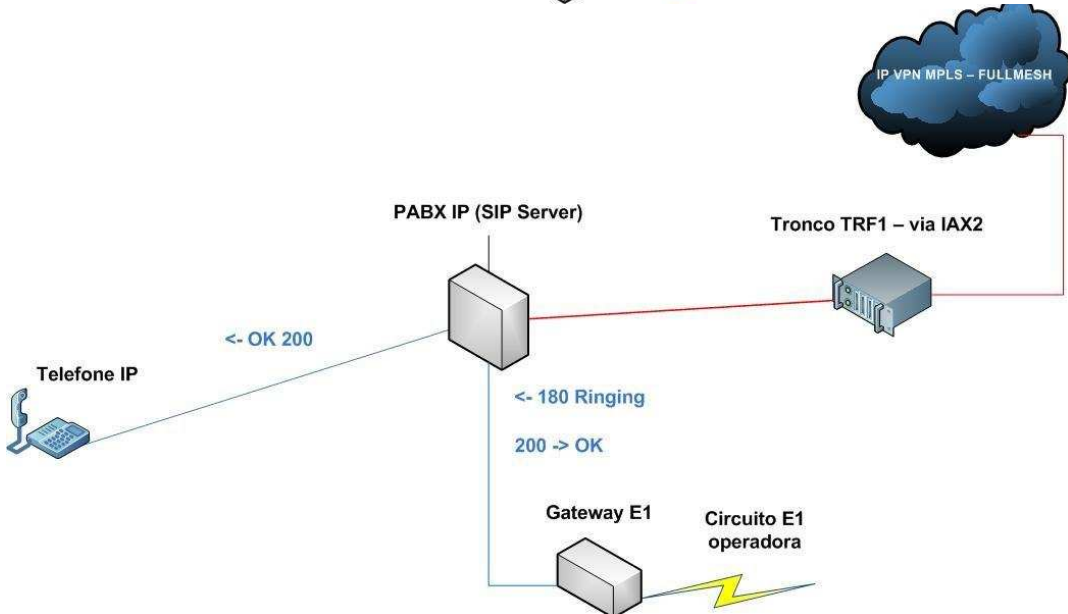 IP VPN MPLS – FULLMESH
PABX IP (SIP Server)
Tronco TRF1 – via IAX2
<- OK 200
Telefone IP
<- 180 Ringing
200 -> OK
Gateway E1
Circuito E1
operadora